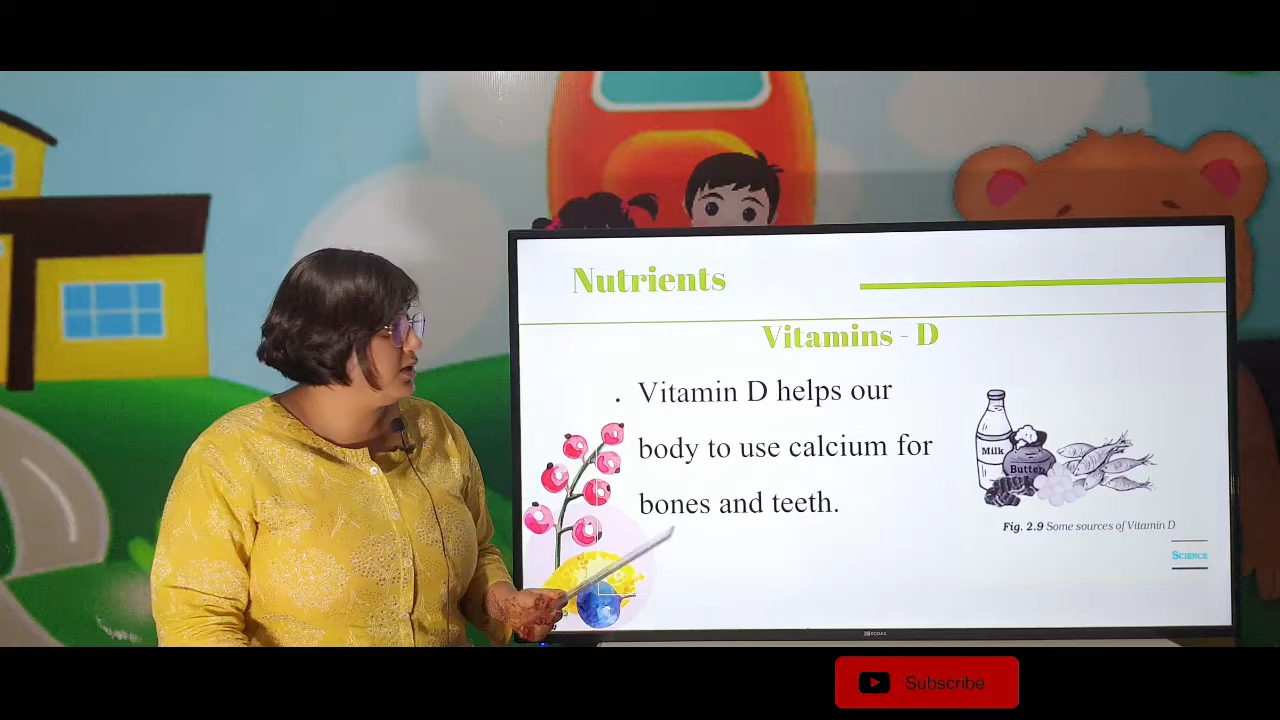 Nutrients
Vitamins - D
. Vitamin D helps our
body to use calcium for
bones and teeth.
Milk
Butter
Fig. 2.9 Some sources of Vitamin D
SCIENCE
KODAK
Subscribe